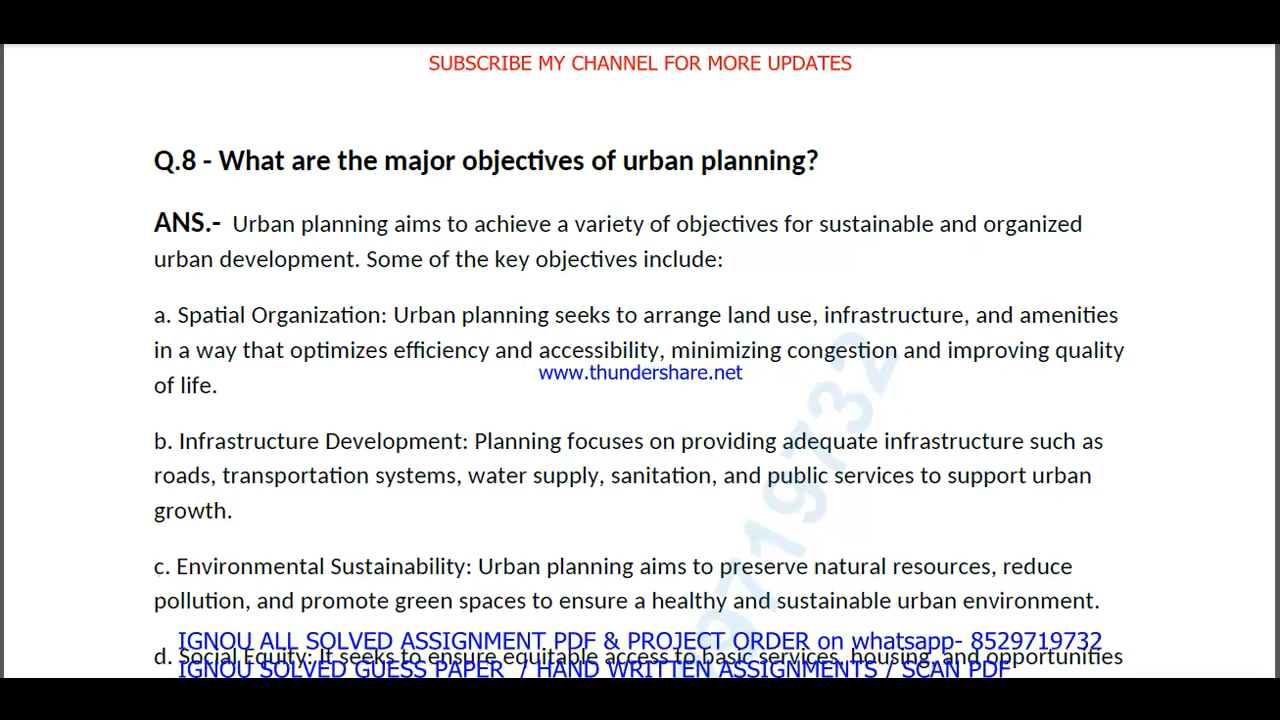 SUBSCRIBE MY CHANNEL FOR MORE UPDATES
Q.8 - What are the major objectives of urban planning?
ANS.- Urban planning aims to achieve a variety of objectives for sustainable and organized
urban development. Some of the key objectives include:
a. Spatial Organization: Urban planning seeks to arrange land use, infrastructure, and amenities
in a way that optimizes efficiency and accessibility, minimizing congestion and improving quality
www.thundershare.net
of life.
b. Infrastructure Development: Planning focuses on providing adequate infrastructure such as
roads, transportation systems, water supply, sanitation, and public services to support urban
growth.
c. Environmental Sustainability: Urban planning aims to preserve natural resources, reduce
pollution, and promote green spaces to ensure a healthy and sustainable urban environment.
IGNOU ALL SOLVED ASSIGNMENT PDF & PROJECT ORDER on whatsapp- 8529719732
d. Social Equity: It seeks to ensure equitable access to basic services, housing, and opportunities
IGNOU SOLVED GUESS PAPER / HAND WRITTEN ASSIGNMENTS / SCAN PDF
9719732